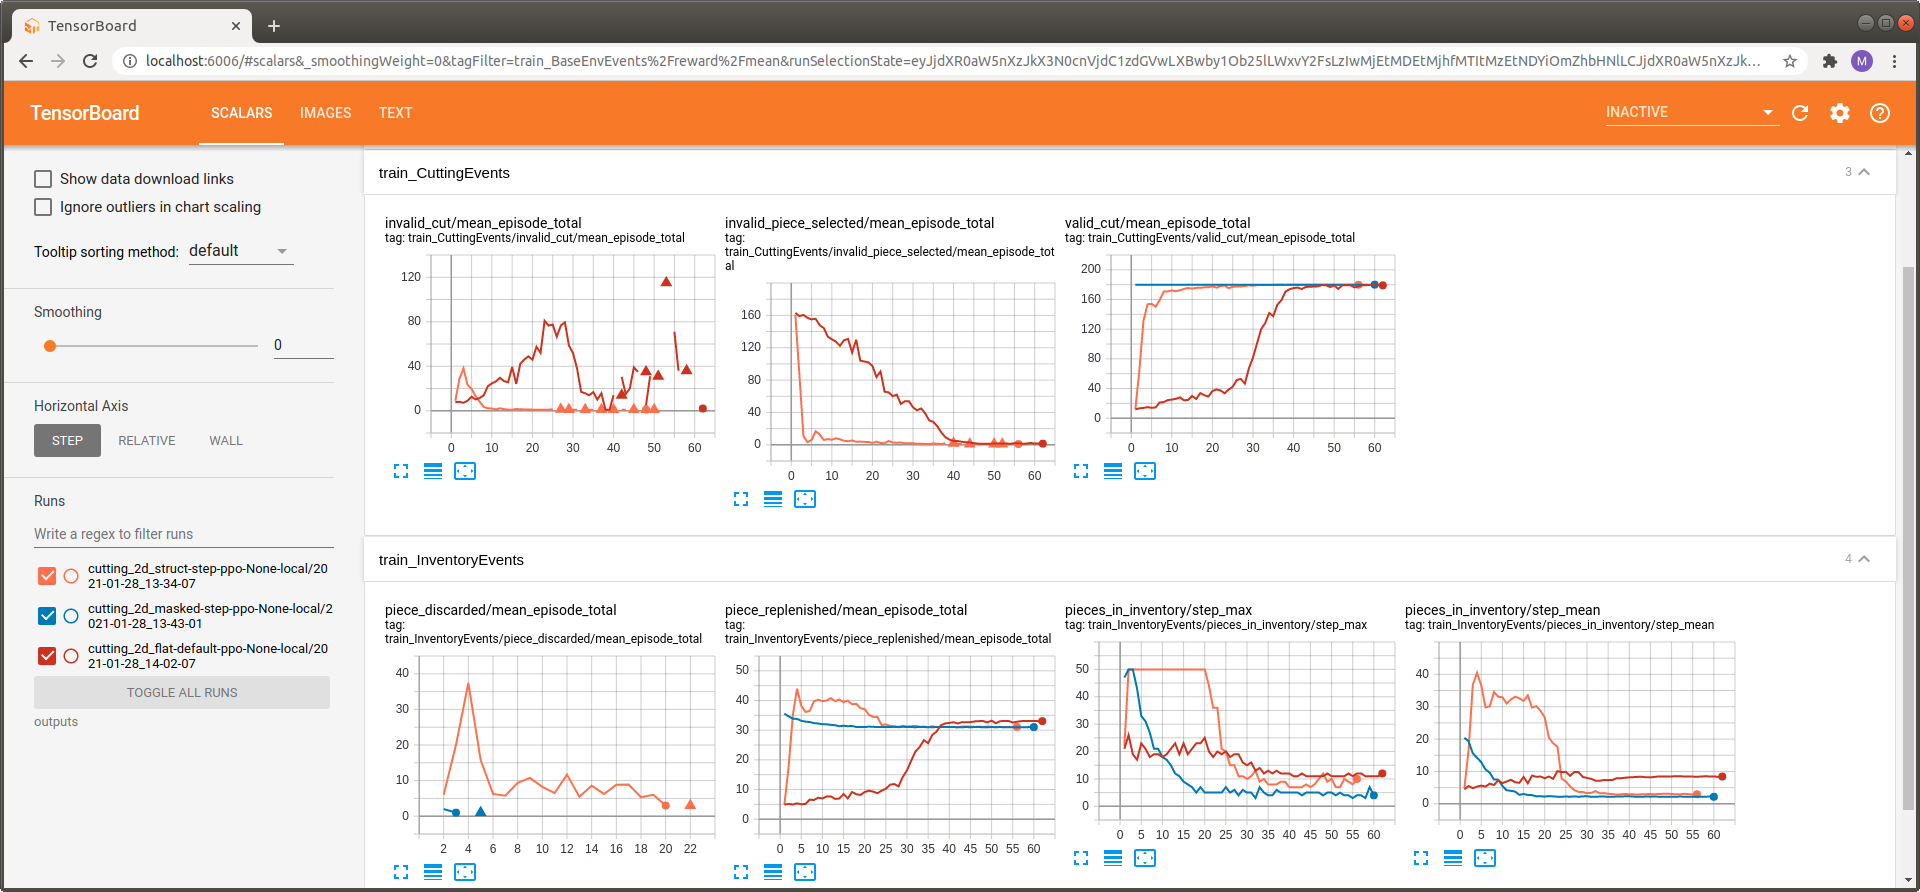 TensorBoard
localhost:6006/#scalars&_smoothingWeight=0&tagFilter=train_BaseEnvEvents%2Freward%2Fmean&runSelectionState=
TensorBoard
SCALARS
IMAGES
TEXT
INACTIVE
Show data download links
Ignore outliers in chart scaling
Tooltip sorting method: default
Smoothing
0
Horizontal Axis
STEP
RELATIVE
WALL
Runs
Write a regex to filter runs
cutting_2d_struct-step-ppo-None-local/20
21-01-28_13-34-07
cutting_2d_masked-step-ppo-None-local/2
021-01-28_13-43-01
cutting_2d_flat-default-ppo-None-local/20
21-01-28_14-02-07
TOGGLE ALL RUNS
outputs
train_CuttingEvents
3
invalid_cut/mean_episode_total
tag: train_CuttingEvents/invalid_cut/mean_episode_total
120
80
40
0
0 10 20 30 40 50 60
invalid_piece_selected/mean_episode_total
tag:
train_CuttingEvents/invalid_piece_selected/mean_episode_tot
al
160
120
80
40
0
0 10 20 30 40 50 60
valid_cut/mean_episode_total
tag: train_CuttingEvents/valid_cut/mean_episode_total
200
160
120
80
40
0
0 10 20 30 40 50 60
train_InventoryEvents
4
piece_discarded/mean_episode_total
tag:
train_InventoryEvents/piece_discarded/mean_episode_total
40
30
20
10
0
2 4 6 8 10 12 14 16 18 20 22
piece_replenished/mean_episode_total
tag:
train_InventoryEvents/piece_replenished/mean_episode_total
50
40
30
20
10
0
0 5 10 15 20 25 30 35 40 45 50 55 60
pieces_in_inventory/step_max
tag: train_InventoryEvents/pieces_in_inventory/step_max
50
40
30
20
10
0
0 5 10 15 20 25 30 35 40 45 50 55 60
pieces_in_inventory/step_mean
tag: train_InventoryEvents/pieces_in_inventory/step_mean
40
30
20
10
0
0 5 10 15 20 25 30 35 40 45 50 55 60